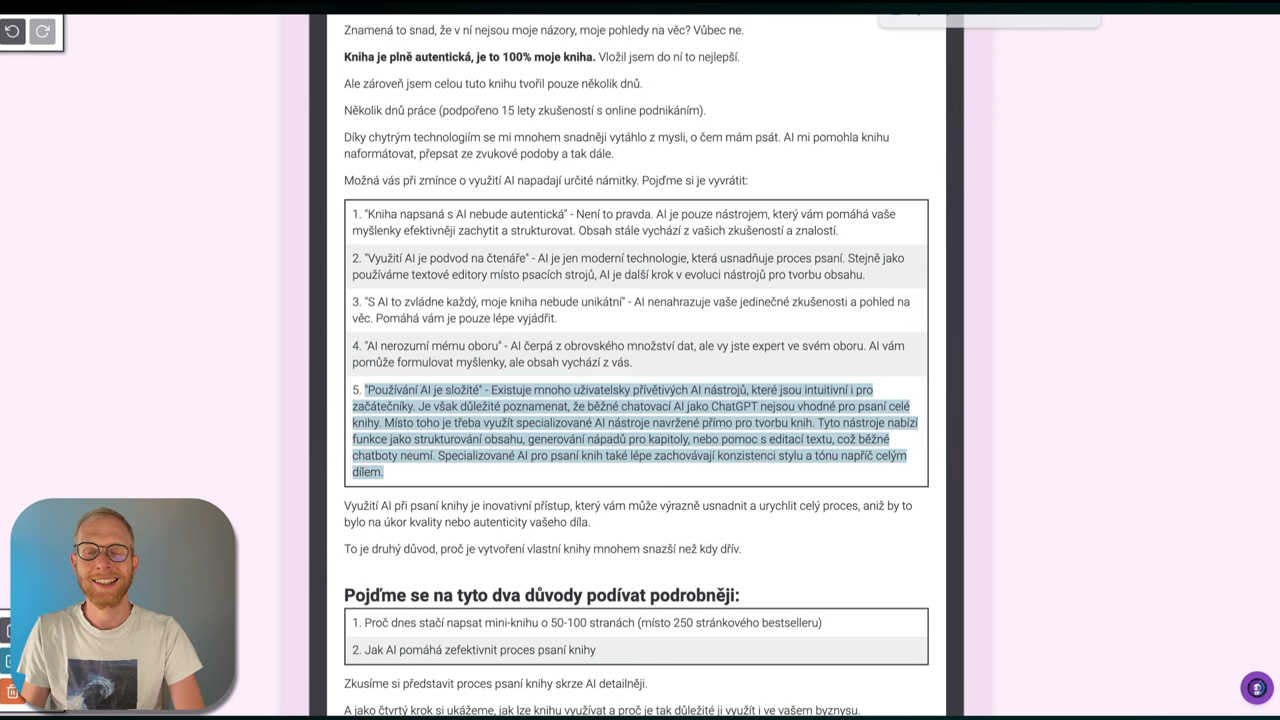 Znamená to snad, že v ní nejsou moje názory, moje pohledy na věc? Vůbec ne.
Kniha je plně autentická, je to 100% moje kniha. Vložil jsem do ní to nejlepší.
Ale zároveň jsem celou tuto knihu tvořil pouze několik dnů.
Několik dnů práce (podpořeno 15 lety zkušeností s online podnikáním).
Díky chytrým technologiím se mi mnohem snadněji vytáhlo z mysli, o čem mám psát. AI mi pomohla knihu
naformátovat, přepsat ze zvukové podoby a tak dále.
Možná vás při zmínce o využití AI napadají určité námitky. Pojďme si je vyvrátit:
1. "Kniha napsaná s AI nebude autentická" - Není to pravda. AI je pouze nástrojem, který vám pomáhá vaše
myšlenky efektivněji zachytit a strukturovat. Obsah stále vychází z vašich zkušeností a znalostí.
2. "Využití AI je podvod na čtenáře" - AI je jen moderní technologie, která usnadňuje proces psaní. Stejně jako
používáme textové editory místo psacích strojů, AI je další krok v evoluci nástrojů pro tvorbu obsahu.
3. "S AI to zvládne každý, moje kniha nebude unikátní" - AI nenahrazuje vaše jedinečné zkušenosti a pohled na
věc. Pomáhá vám je pouze lépe vyjádřit.
4. "AI nerozumí mému oboru" - AI čerpá z obrovského množství dat, ale vy jste expert ve svém oboru. AI vám
pomůže formulovat myšlenky, ale obsah vychází z vás.
5. "Používání AI je složité" - Existuje mnoho uživatelsky přívětivých AI nástrojů, které jsou intuitivní i pro
začátečníky. Je však důležité poznamenat, že běžné chatovací AI jako ChatGPT nejsou vhodné pro psaní celé
knihy. Místo toho je třeba využít specializované AI nástroje navržené přímo pro tvorbu knih. Tyto nástroje nabízí
funkce jako strukturování obsahu, generování nápadů pro kapitoly, nebo pomoc s editací textu, což běžné
chatboty neumí. Specializované AI pro psaní knih také lépe zachovávají konzistenci stylu a tónu napříč celým
dílem.
Využití AI při psaní knihy je inovativní přístup, který vám může výrazně usnadnit a urychlit celý proces, aniž by to
bylo na úkor kvality nebo autenticity vašeho díla.
To je druhý důvod, proč je vytvoření vlastní knihy mnohem snazší než kdy dřív.
Pojďme se na tyto dva důvody podívat podrobněji:
1. Proč dnes stačí napsat mini-knihu o 50-100 stranách (místo 250 stránkového bestselleru)
2. Jak AI pomáhá zefektivnit proces psaní knihy
Zkusíme si představit proces psaní knihy skrze AI detailněji.
A jako čtvrtý krok si ukážeme, jak lze knihu využívat a proč je tak důležité ji využít i ve vašem byznysu.